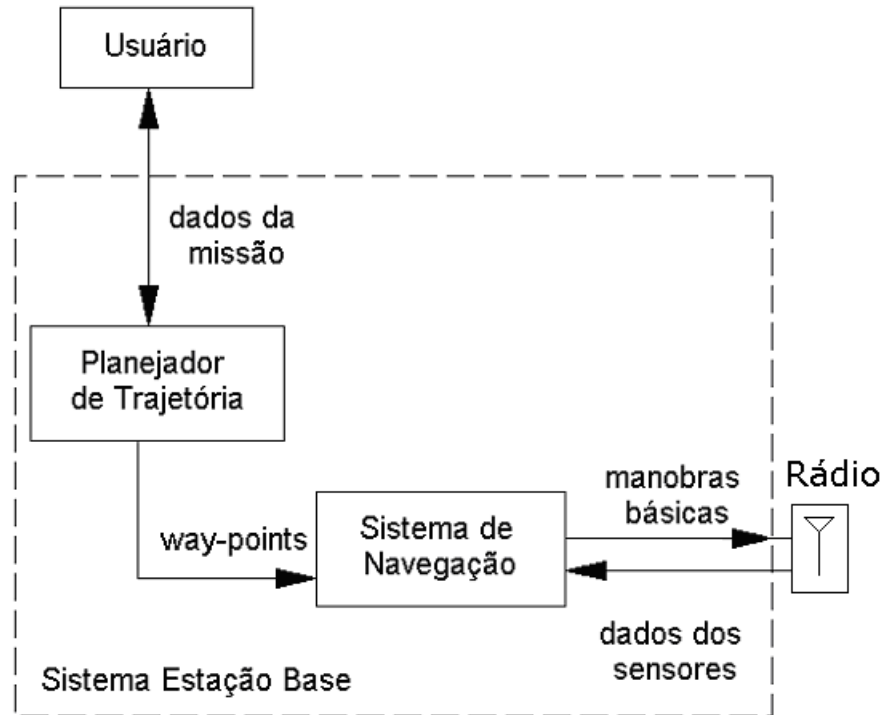 Usuário
dados da
missão
Planejador
de Trajetória
way-points
Sistema de
Navegação
manobras
básicas
Rádio
dados dos
sensores
Sistema Estação Base